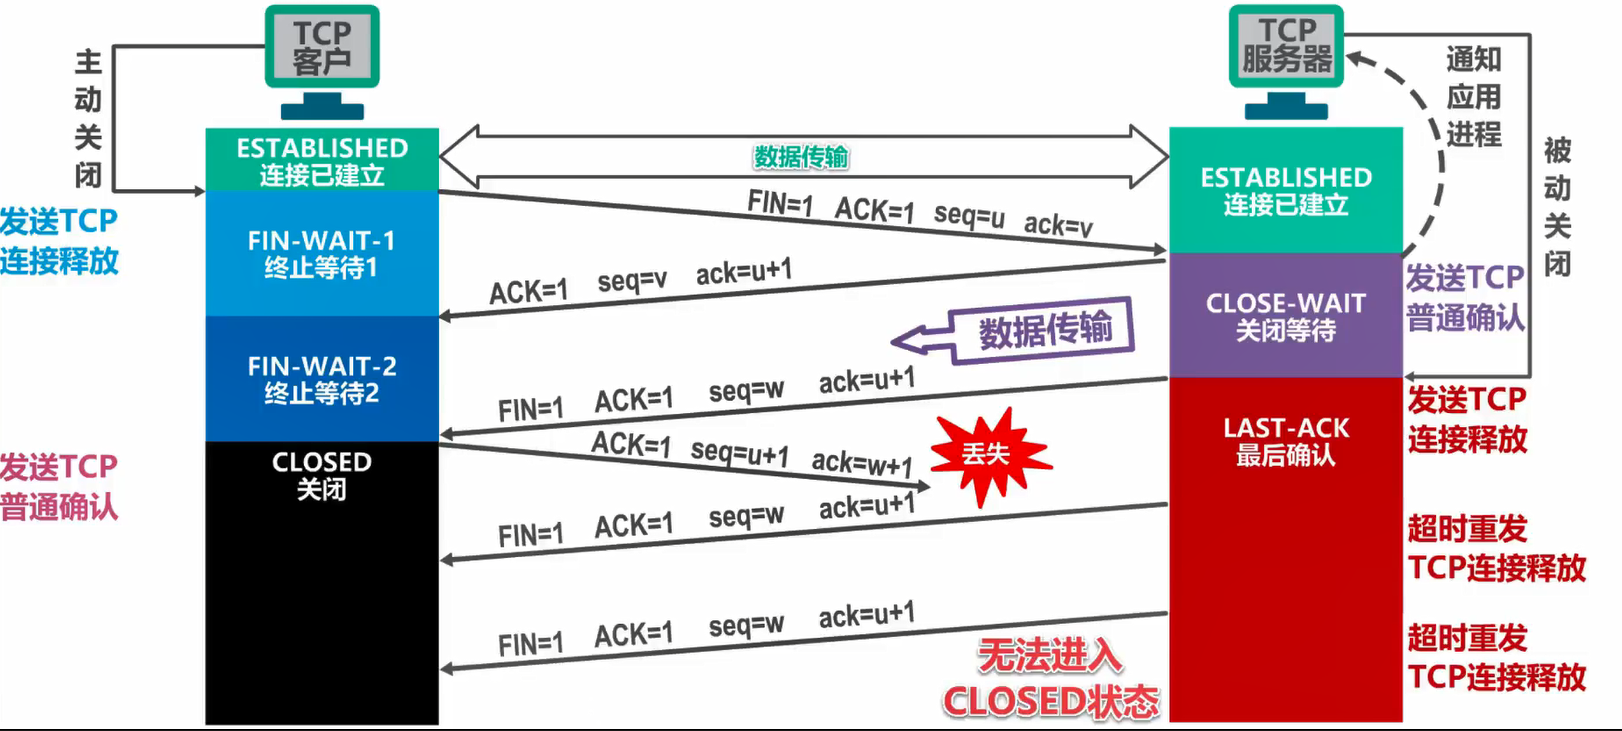 TCP
客户
TCP
服务器
主
动
关
闭
通知
应用
进程
被
动
关
闭
ESTABLISHED
连接已建立
数据传输
ESTABLISHED
连接已建立
FIN=1 ACK=1 seq=u ack=v
发送TCP
连接释放
FIN-WAIT-1
终止等待1
ACK=1 seq=v ack=u+1
CLOSE-WAIT
关闭等待
发送TCP
普通确认
数据传输
FIN-WAIT-2
终止等待2
FIN=1 ACK=1 seq=w ack=u+1
LAST-ACK
最后确认
发送TCP
连接释放
发送TCP
普通确认
CLOSED
关闭
ACK=1 seq=u+1 ack=w+1
丢失
FIN=1 ACK=1 seq=w ack=u+1
超时重发
TCP连接释放
FIN=1 ACK=1 seq=w ack=u+1
无法进入
CLOSED状态
超时重发
TCP连接释放